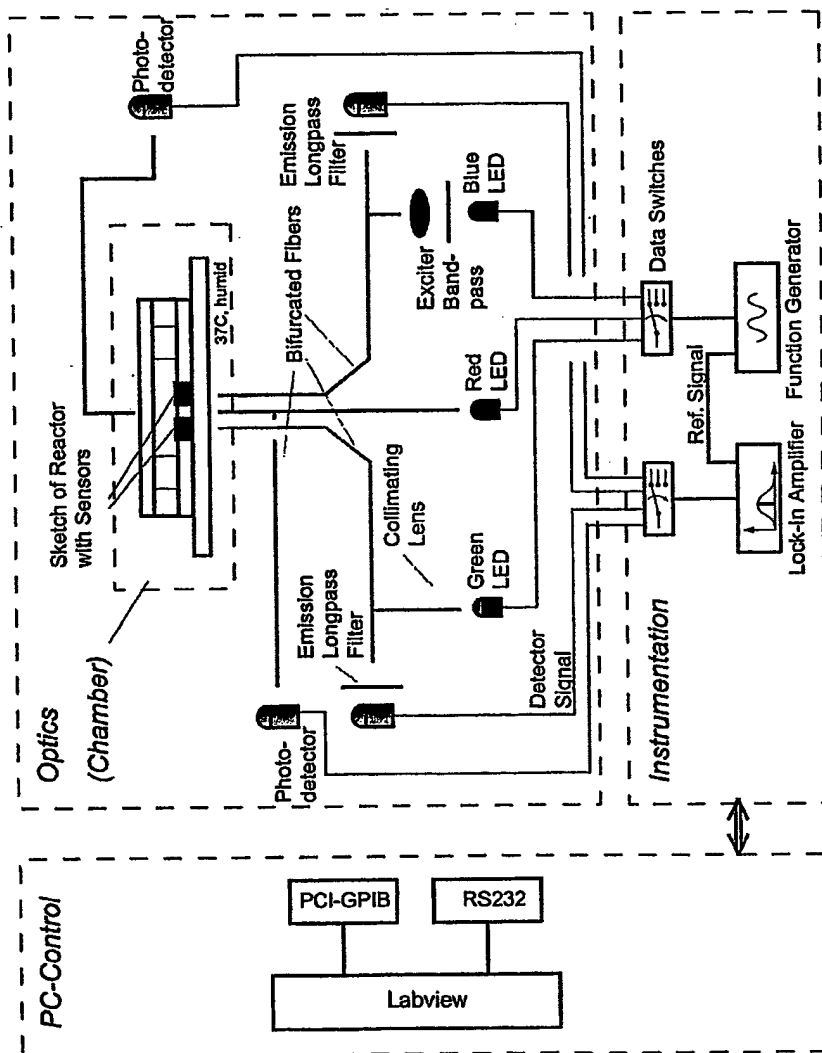 Optics
(Chamber)
Sketch of Reactor
with Sensors
37C, humid
Photo-
detector
Photo-
detector
Emission
Longpass
Filter
Emission
Longpass
Filter
Bifurcated Fibers
Collimating
Lens
Green
LED
Red
LED
Exciter
Band-
pass
Blue
LED
Detector
Signal
Data Switches
Instrumentation
Ref. Signal
Lock-In Amplifier
Function Generator
PC-Control
PCI-GPIB
RS232
Labview